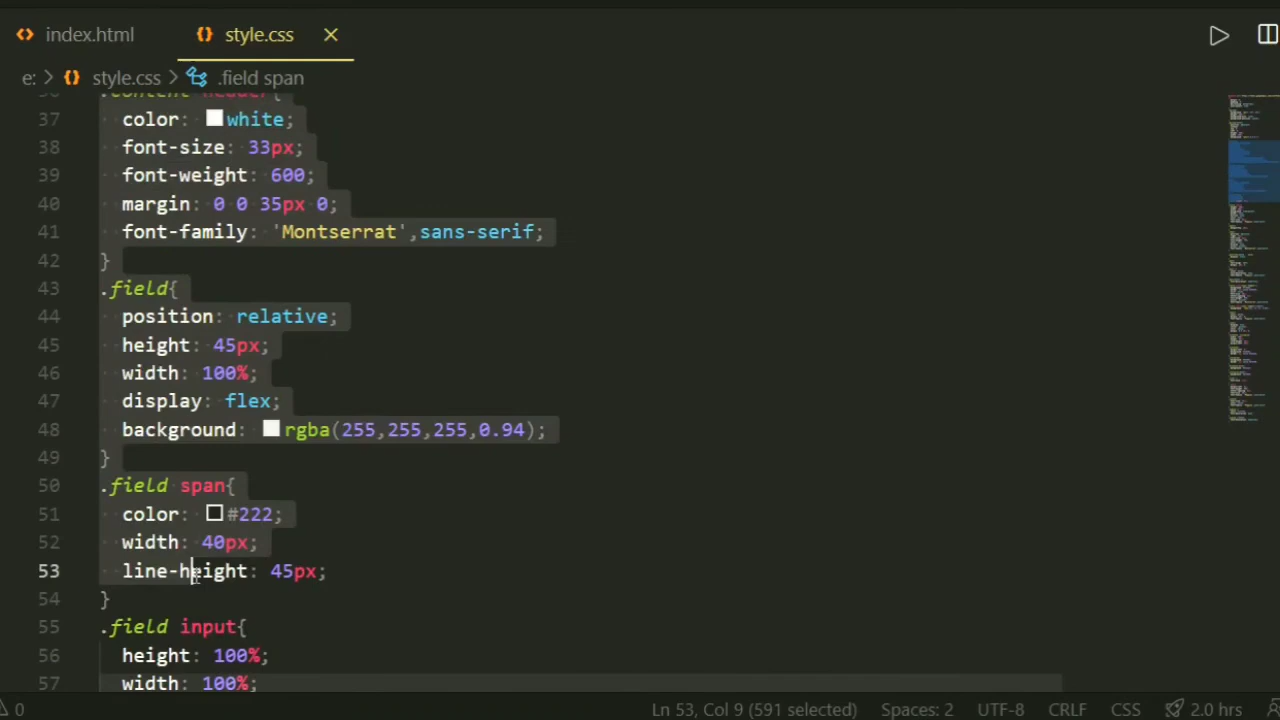 index.html style.css
e: > style.css > .field span
36 .content header{
37 color: white;
38 font-size: 33px;
39 font-weight: 600;
40 margin: 0 0 35px 0;
41 font-family: 'Montserrat',sans-serif;
42 }
43 .field{
44 position: relative;
45 height: 45px;
46 width: 100%;
47 display: flex;
48 background: rgba(255,255,255,0.94);
49 }
50 .field span{
51 color: #222;
52 width: 40px;
53 line-height: 45px;
54 }
55 .field input{
56 height: 100%;
57 width: 100%;
0 Ln 53, Col 9 (591 selected) Spaces: 2 UTF-8 CRLF CSS 2.0 hrs